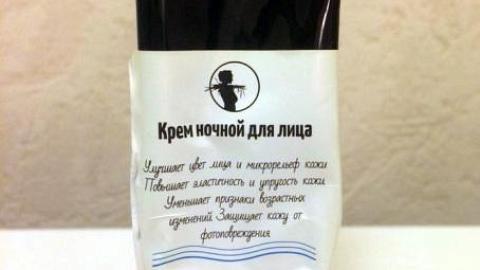 Крем ночной для лица
Улучшает цвет лица и микрорельеф кожи
Повышает эластичность и упругость кожи
Уменьшает признаки возрастных
изменений Защищает кожу от
фотоповреждения